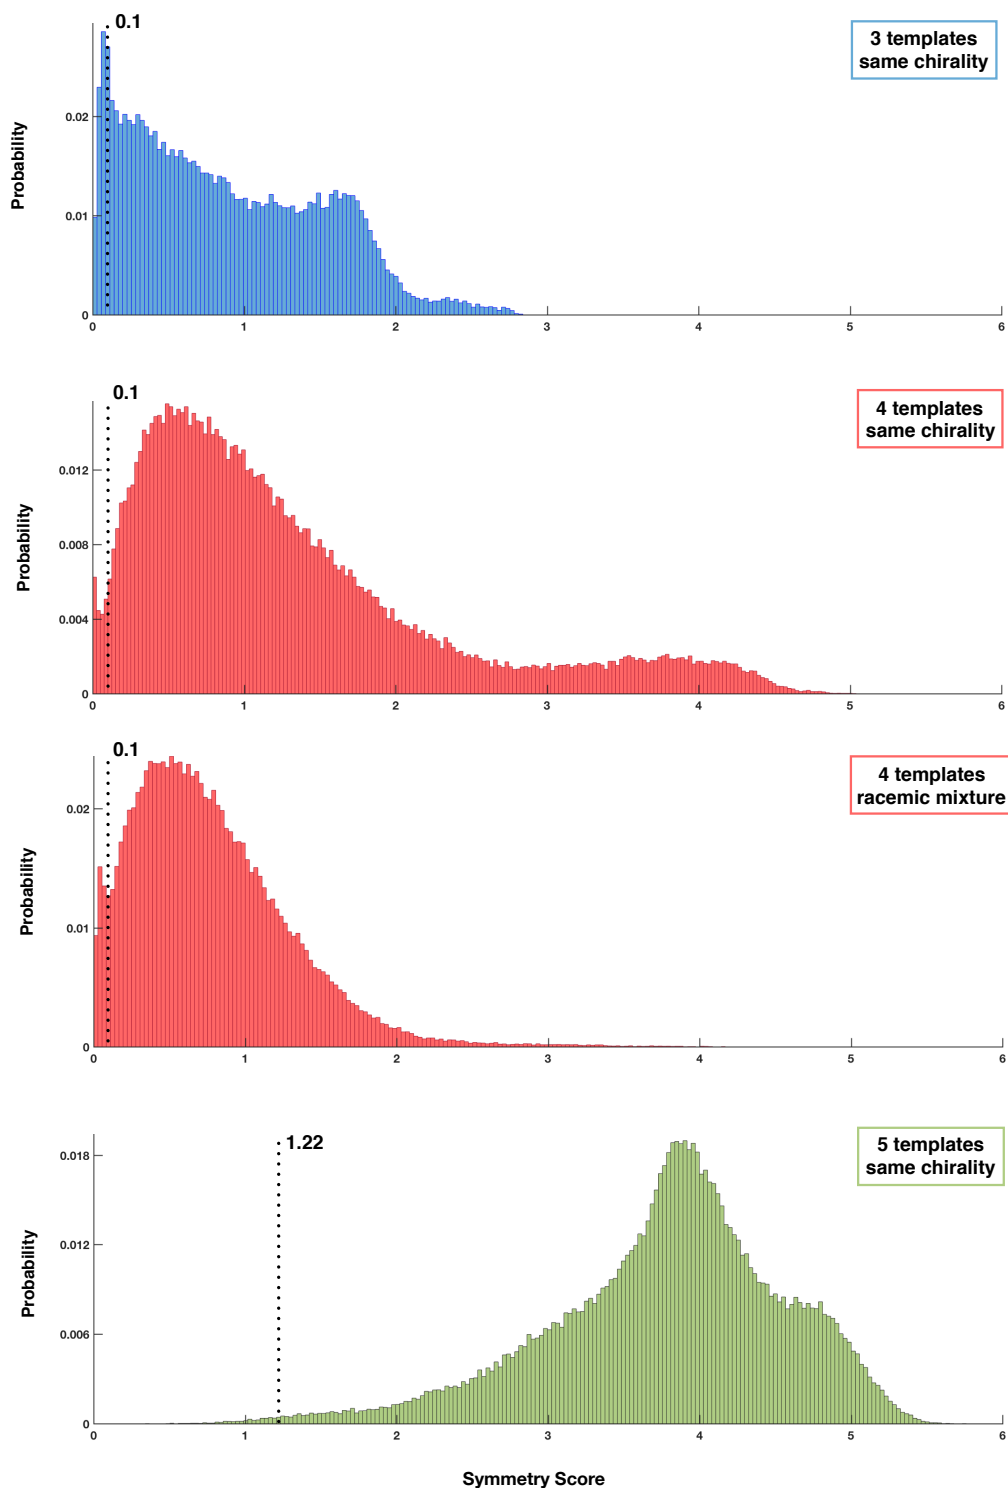 0.1
3 templates
same chirality
Probability
0.02
0.01
0
0 1 2 3 4 5 6
0.1
4 templates
same chirality
Probability
0.012
0.008
0.004
0
0 1 2 3 4 5 6
0.1
4 templates
racemic mixture
Probability
0.02
0.01
0
0 1 2 3 4 5 6
1.22
5 templates
same chirality
Probability
0.018
0.012
0.006
0
0 1 2 3 4 5 6
Symmetry Score